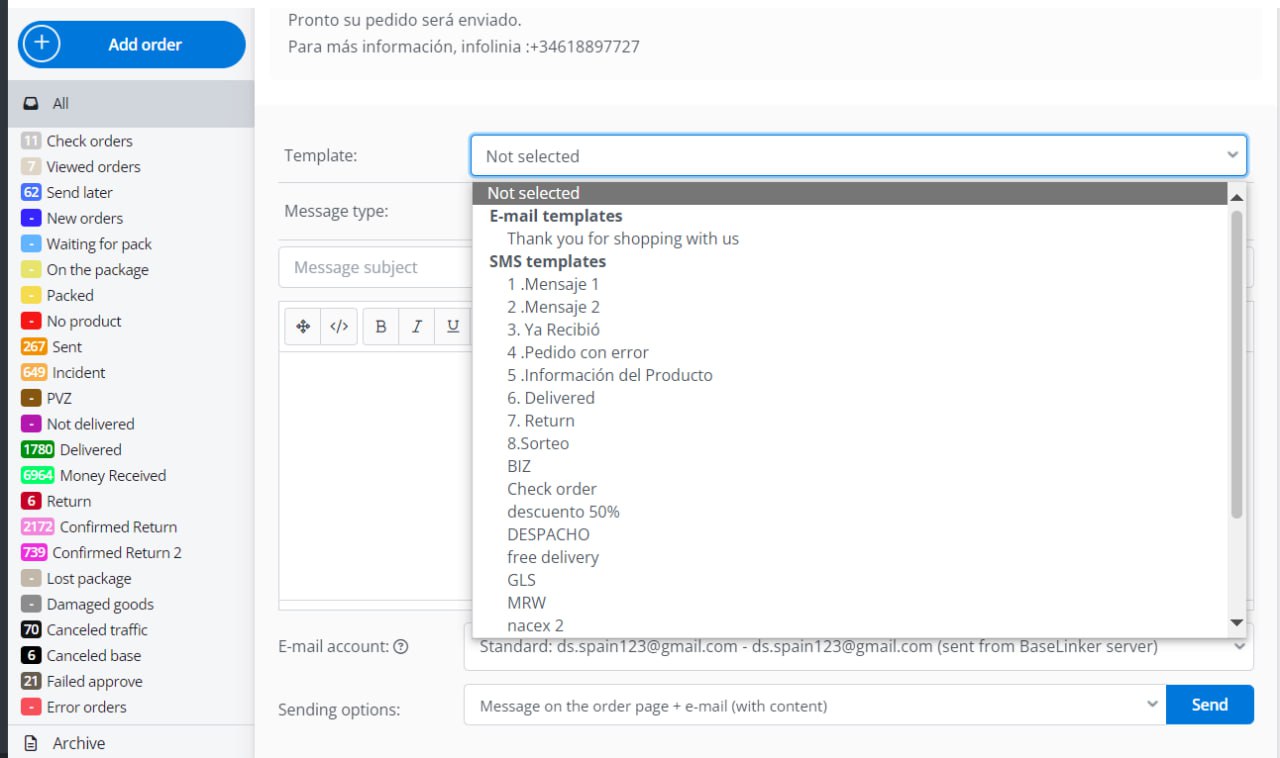 Pronto su pedido será enviado.
Para más información, infolinia :+34618897727
Add order
All
11 Check orders
7 Viewed orders
62 Send later
- New orders
- Waiting for pack
- On the package
- Packed
- No product
267 Sent
649 Incident
- PVZ
- Not delivered
1780 Delivered
6964 Money Received
6 Return
2172 Confirmed Return
739 Confirmed Return 2
- Lost package
- Damaged goods
70 Canceled traffic
6 Canceled base
21 Failed approve
- Error orders
Archive
Template:
Not selected
Not selected
E-mail templates
Thank you for shopping with us
SMS templates
1 .Mensaje 1
2 .Mensaje 2
3. Ya Recibió
4 .Pedido con error
5 .Información del Producto
6. Delivered
7. Return
8.Sorteo
BIZ
Check order
descuento 50%
DESPACHO
free delivery
GLS
MRW
nacex 2
Message type:
Message subject
</> B I U
E-mail account: ?
Standard: ds.spain123@gmail.com - ds.spain123@gmail.com (sent from BaseLinker server)
Sending options:
Message on the order page + e-mail (with content)
Send